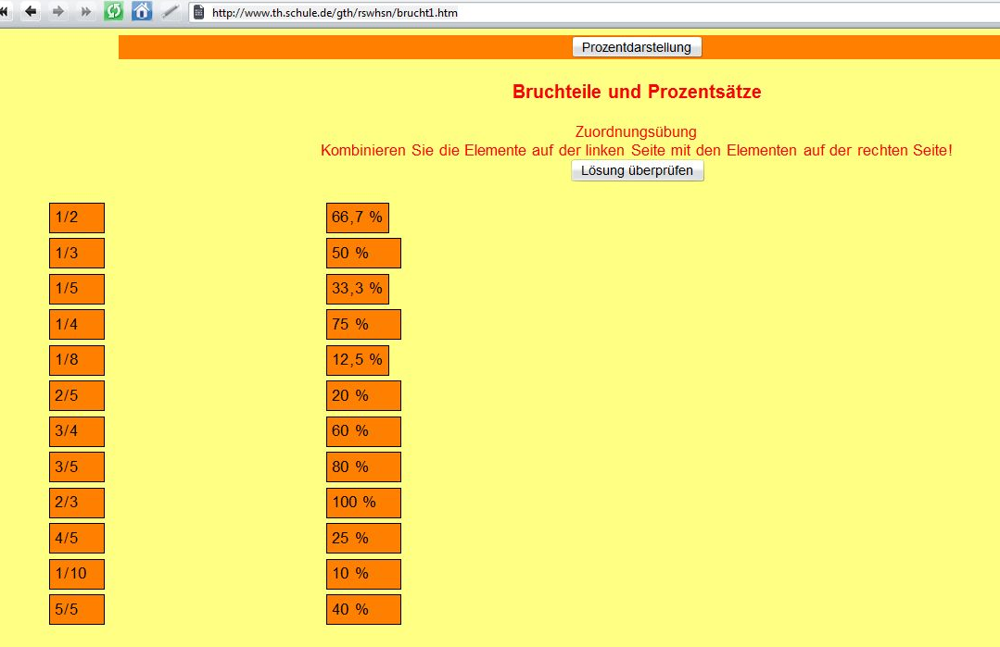 http://www.th.schule.de/gth/rswhsn/brucht1.htm
Prozentdarstellung
Bruchteile und Prozentsätze
Zuordnungsübung
Kombinieren Sie die Elemente auf der linken Seite mit den Elementen auf der rechten Seite!
Lösung überprüfen
1/2 66,7 %
1/3 50 %
1/5 33,3 %
1/4 75 %
1/8 12,5 %
2/5 20 %
3/4 60 %
3/5 80 %
2/3 100 %
4/5 25 %
1/10 10 %
5/5 40 %